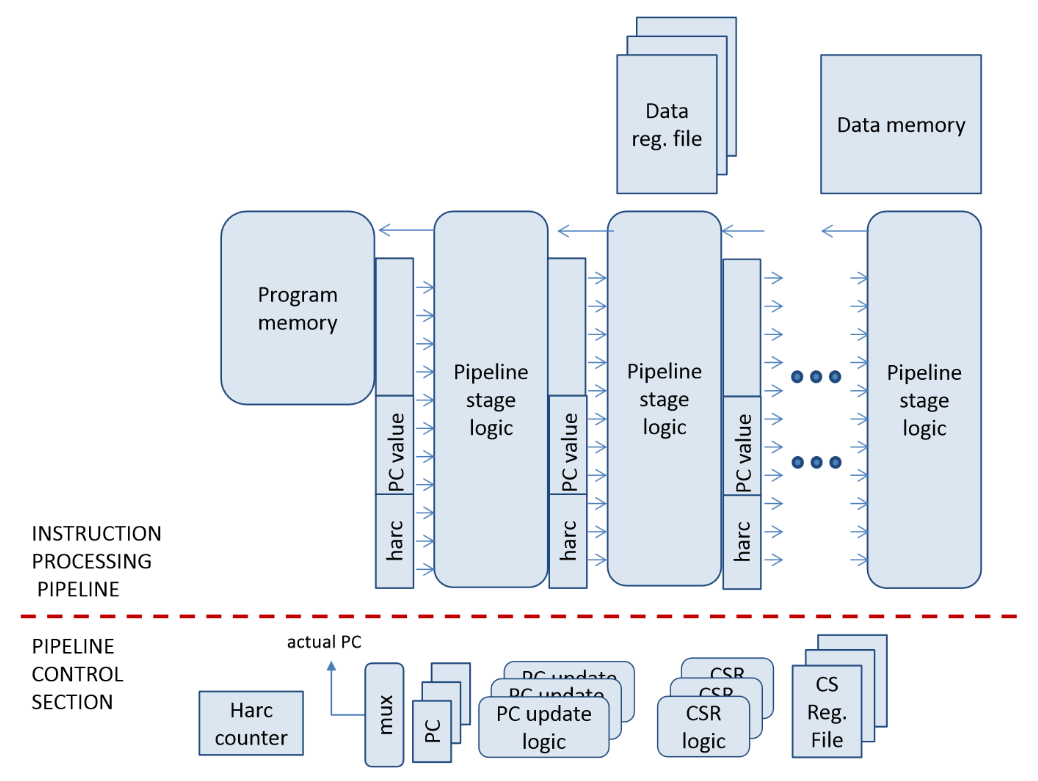 Data
reg. file
Data memory
Program
memory
Pipeline
stage
logic
Pipeline
stage
logic
Pipeline
stage
logic
PC value
harc
PC value
harc
PC value
harc
INSTRUCTION
PROCESSING
PIPELINE
PIPELINE
CONTROL
SECTION
actual PC
Harc
counter
mux
PC
PC update
PC update
PC update
logic
CSR
CSR
CSR
logic
CS
Reg.
File